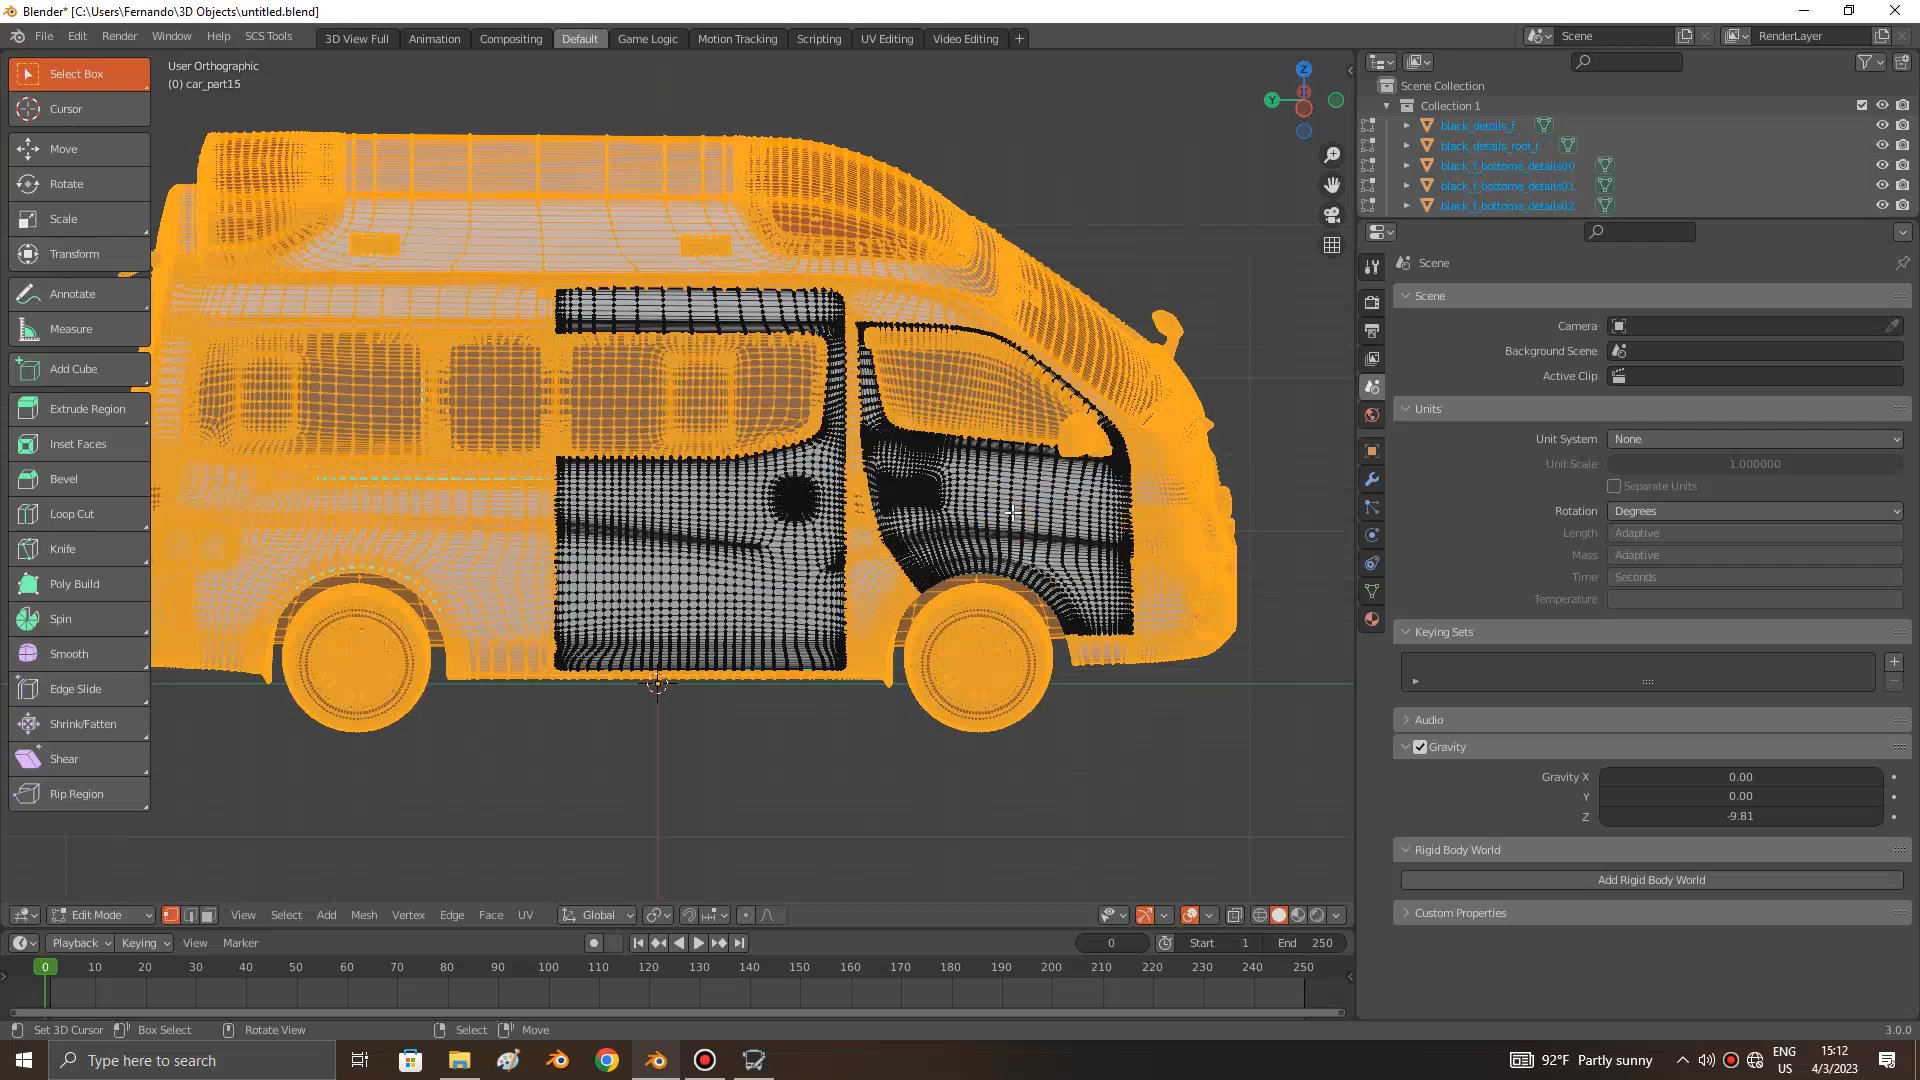 Blender* [C:\Users\Fernando\3D Objects\untitled.blend]
File Edit Render Window Help SCS Tools 3D View Full Animation Compositing Default Game Logic Motion Tracking Scripting UV Editing Video Editing + Scene RenderLayer
User Orthographic
(0) car_part15
Select Box
Cursor
Move
Rotate
Scale
Transform
Annotate
Measure
Add Cube
Extrude Region
Inset Faces
Bevel
Loop Cut
Knife
Poly Build
Spin
Smooth
Edge Slide
Shrink/Fatten
Shear
Rip Region
Z
Y
Scene Collection
Collection 1
black_details_f
black_details_roof_f
black_f_bottome_details00
black_f_bottome_details01
black_f_bottome_details02
Scene
Scene
Camera
Background Scene
Active Clip
Units
Unit System None
Unit Scale 1.000000
Separate Units
Rotation Degrees
Length Adaptive
Mass Adaptive
Time Seconds
Temperature
Keying Sets
Audio
Gravity
Gravity X 0.00
Y 0.00
Z -9.81
Rigid Body World
Add Rigid Body World
Custom Properties
Edit Mode View Select Add Mesh Vertex Edge Face UV Global
Playback Keying View Marker 0 Start 1 End 250
0 10 20 30 40 50 60 70 80 90 100 110 120 130 140 150 160 170 180 190 200 210 220 230 240 250
Set 3D Cursor Box Select Rotate View Select Move 3.0.0
Type here to search 92°F Partly sunny ENG US 15:12 4/3/2023